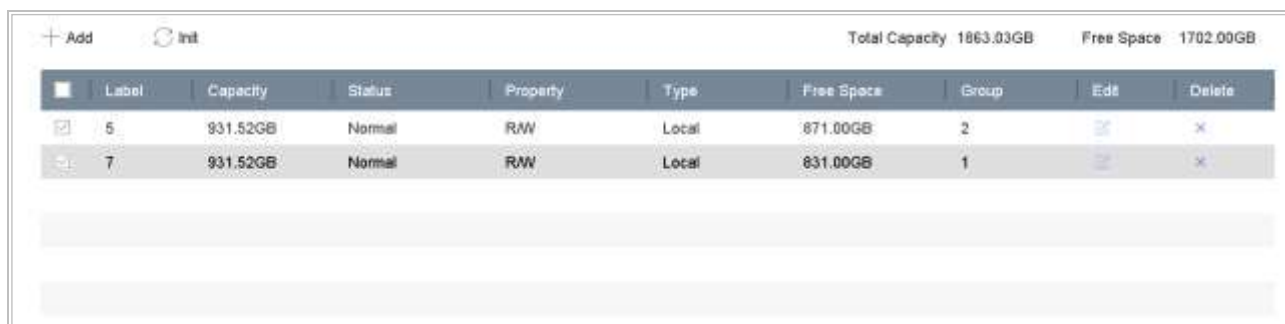 Add Init Total Capacity 1863.03GB Free Space 1702.00GB
Label Capacity Status Property Type Free Space Group Edit Delete
5 931.52GB Normal R/W Local 871.00GB 2
7 931.52GB Normal R/W Local 831.00GB 1